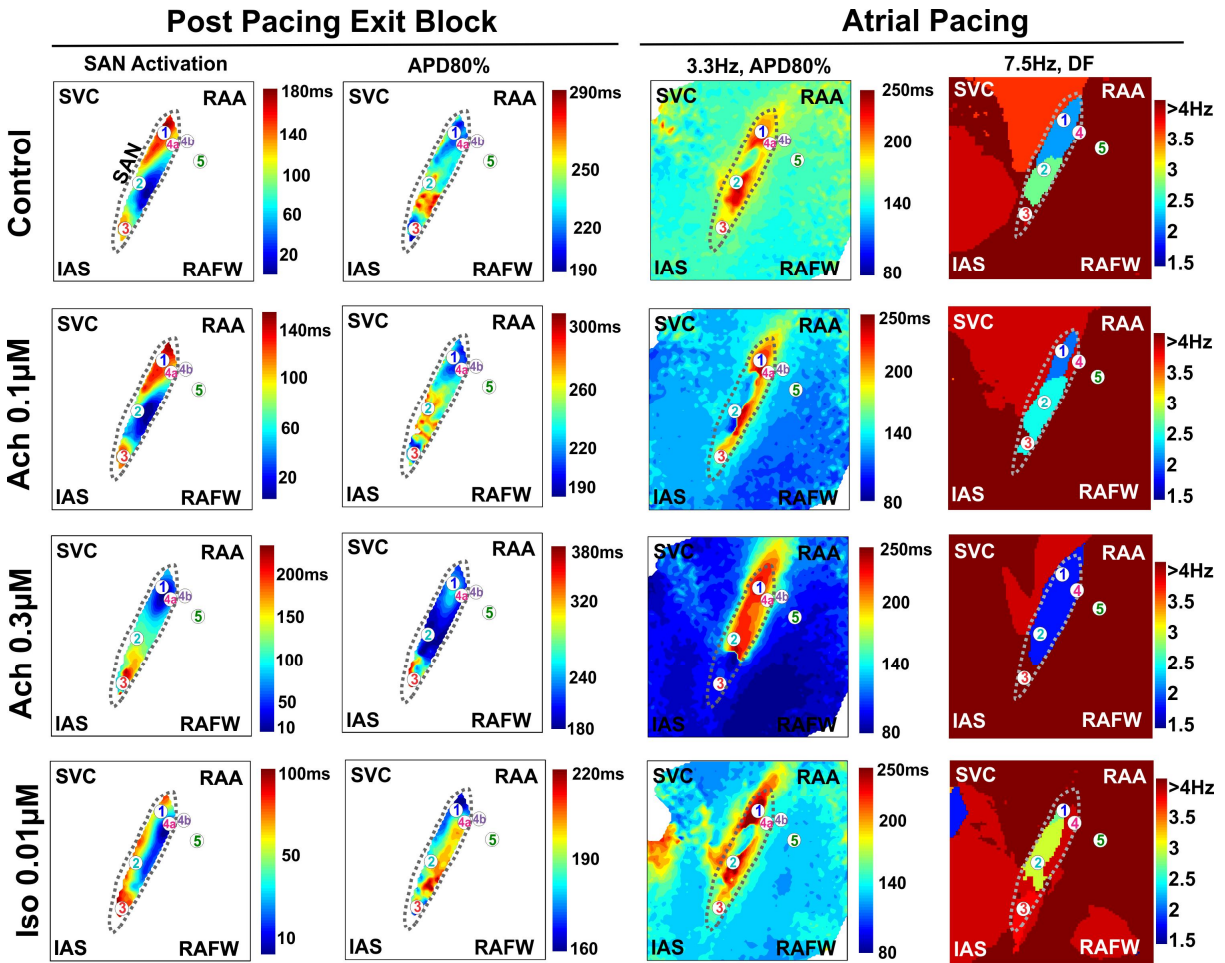 Post Pacing Exit Block
Atrial Pacing
SAN Activation
APD80%
3.3Hz, APD80%
7.5Hz, DF
Control
SVC
RAA
SAN
1
4a
4b
5
2
3
IAS
RAFW
180ms
140
100
60
20
1
4a
4b
5
2
3
290ms
250
220
190
SVC
RAA
1
4a
4b
5
2
3
IAS
RAFW
250ms
200
140
80
SVC
RAA
1
4
5
2
3
IAS
RAFW
>4Hz
3.5
3
2.5
2
1.5
Ach 0.1µM
SVC
RAA
1
4a
4b
5
2
3
IAS
RAFW
140ms
100
60
20
1
4a
4b
5
2
3
300ms
260
220
190
SVC
RAA
1
4a
4b
5
2
3
IAS
RAFW
250ms
200
140
80
SVC
RAA
1
4
5
2
3
IAS
RAFW
>4Hz
3.5
3
2.5
2
1.5
Ach 0.3µM
SVC
RAA
1
4a
4b
5
2
3
IAS
RAFW
200ms
150
100
50
10
1
4a
4b
5
2
3
380ms
320
240
180
SVC
RAA
1
4a
4b
5
2
3
IAS
RAFW
250ms
200
140
80
SVC
RAA
1
4
5
2
3
IAS
RAFW
>4Hz
3.5
3
2.5
2
1.5
Iso 0.01µM
SVC
RAA
1
4a
4b
5
2
3
IAS
RAFW
100ms
50
10
SVC
RAA
1
4a
4b
5
2
3
IAS
RAFW
220ms
190
160
SVC
RAA
1
4a
4b
5
2
3
IAS
RAFW
250ms
200
140
80
SVC
RAA
1
4
5
2
3
IAS
RAFW
>4Hz
3.5
3
2.5
2
1.5